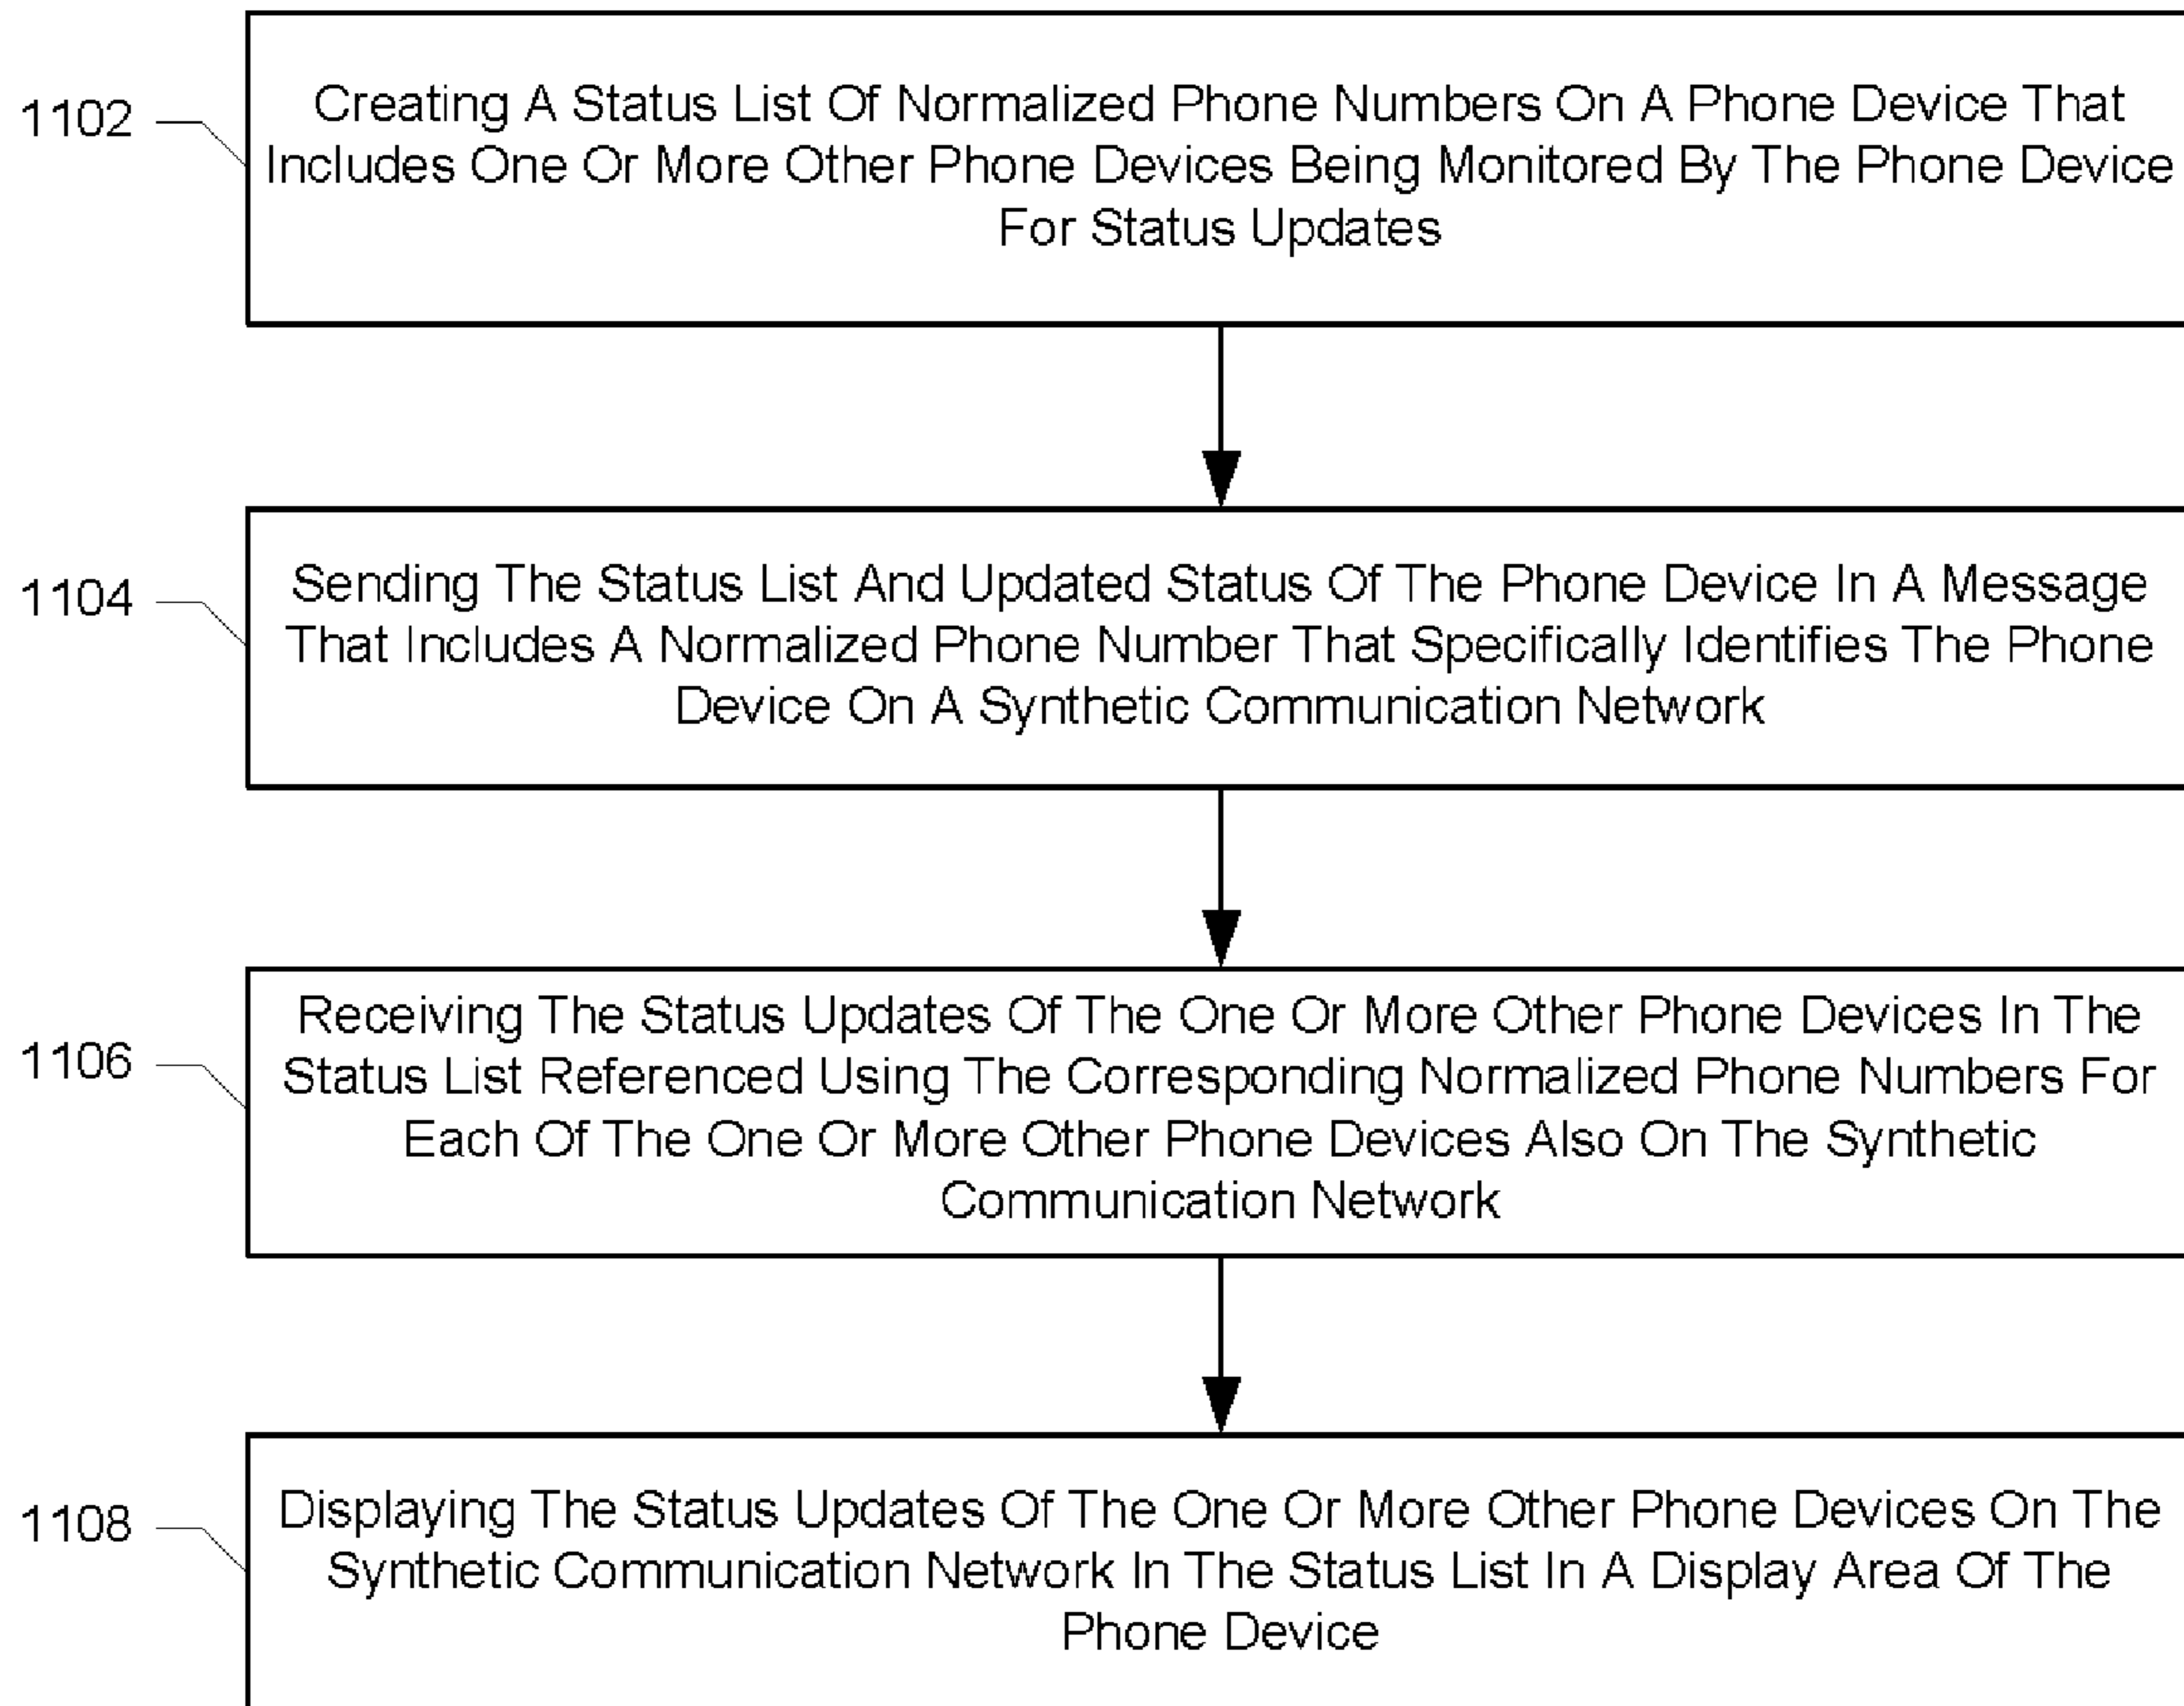 1102
Creating A Status List Of Normalized Phone Numbers On A Phone Device That
Includes One Or More Other Phone Devices Being Monitored By The Phone Device
For Status Updates
1104
Sending The Status List And Updated Status Of The Phone Device In A Message
That Includes A Normalized Phone Number That Specifically Identifies The Phone
Device On A Synthetic Communication Network
1106
Receiving The Status Updates Of The One Or More Other Phone Devices In The
Status List Referenced Using The Corresponding Normalized Phone Numbers For
Each Of The One Or More Other Phone Devices Also On The Synthetic
Communication Network
1108
Displaying The Status Updates Of The One Or More Other Phone Devices On The
Synthetic Communication Network In The Status List In A Display Area Of The
Phone Device